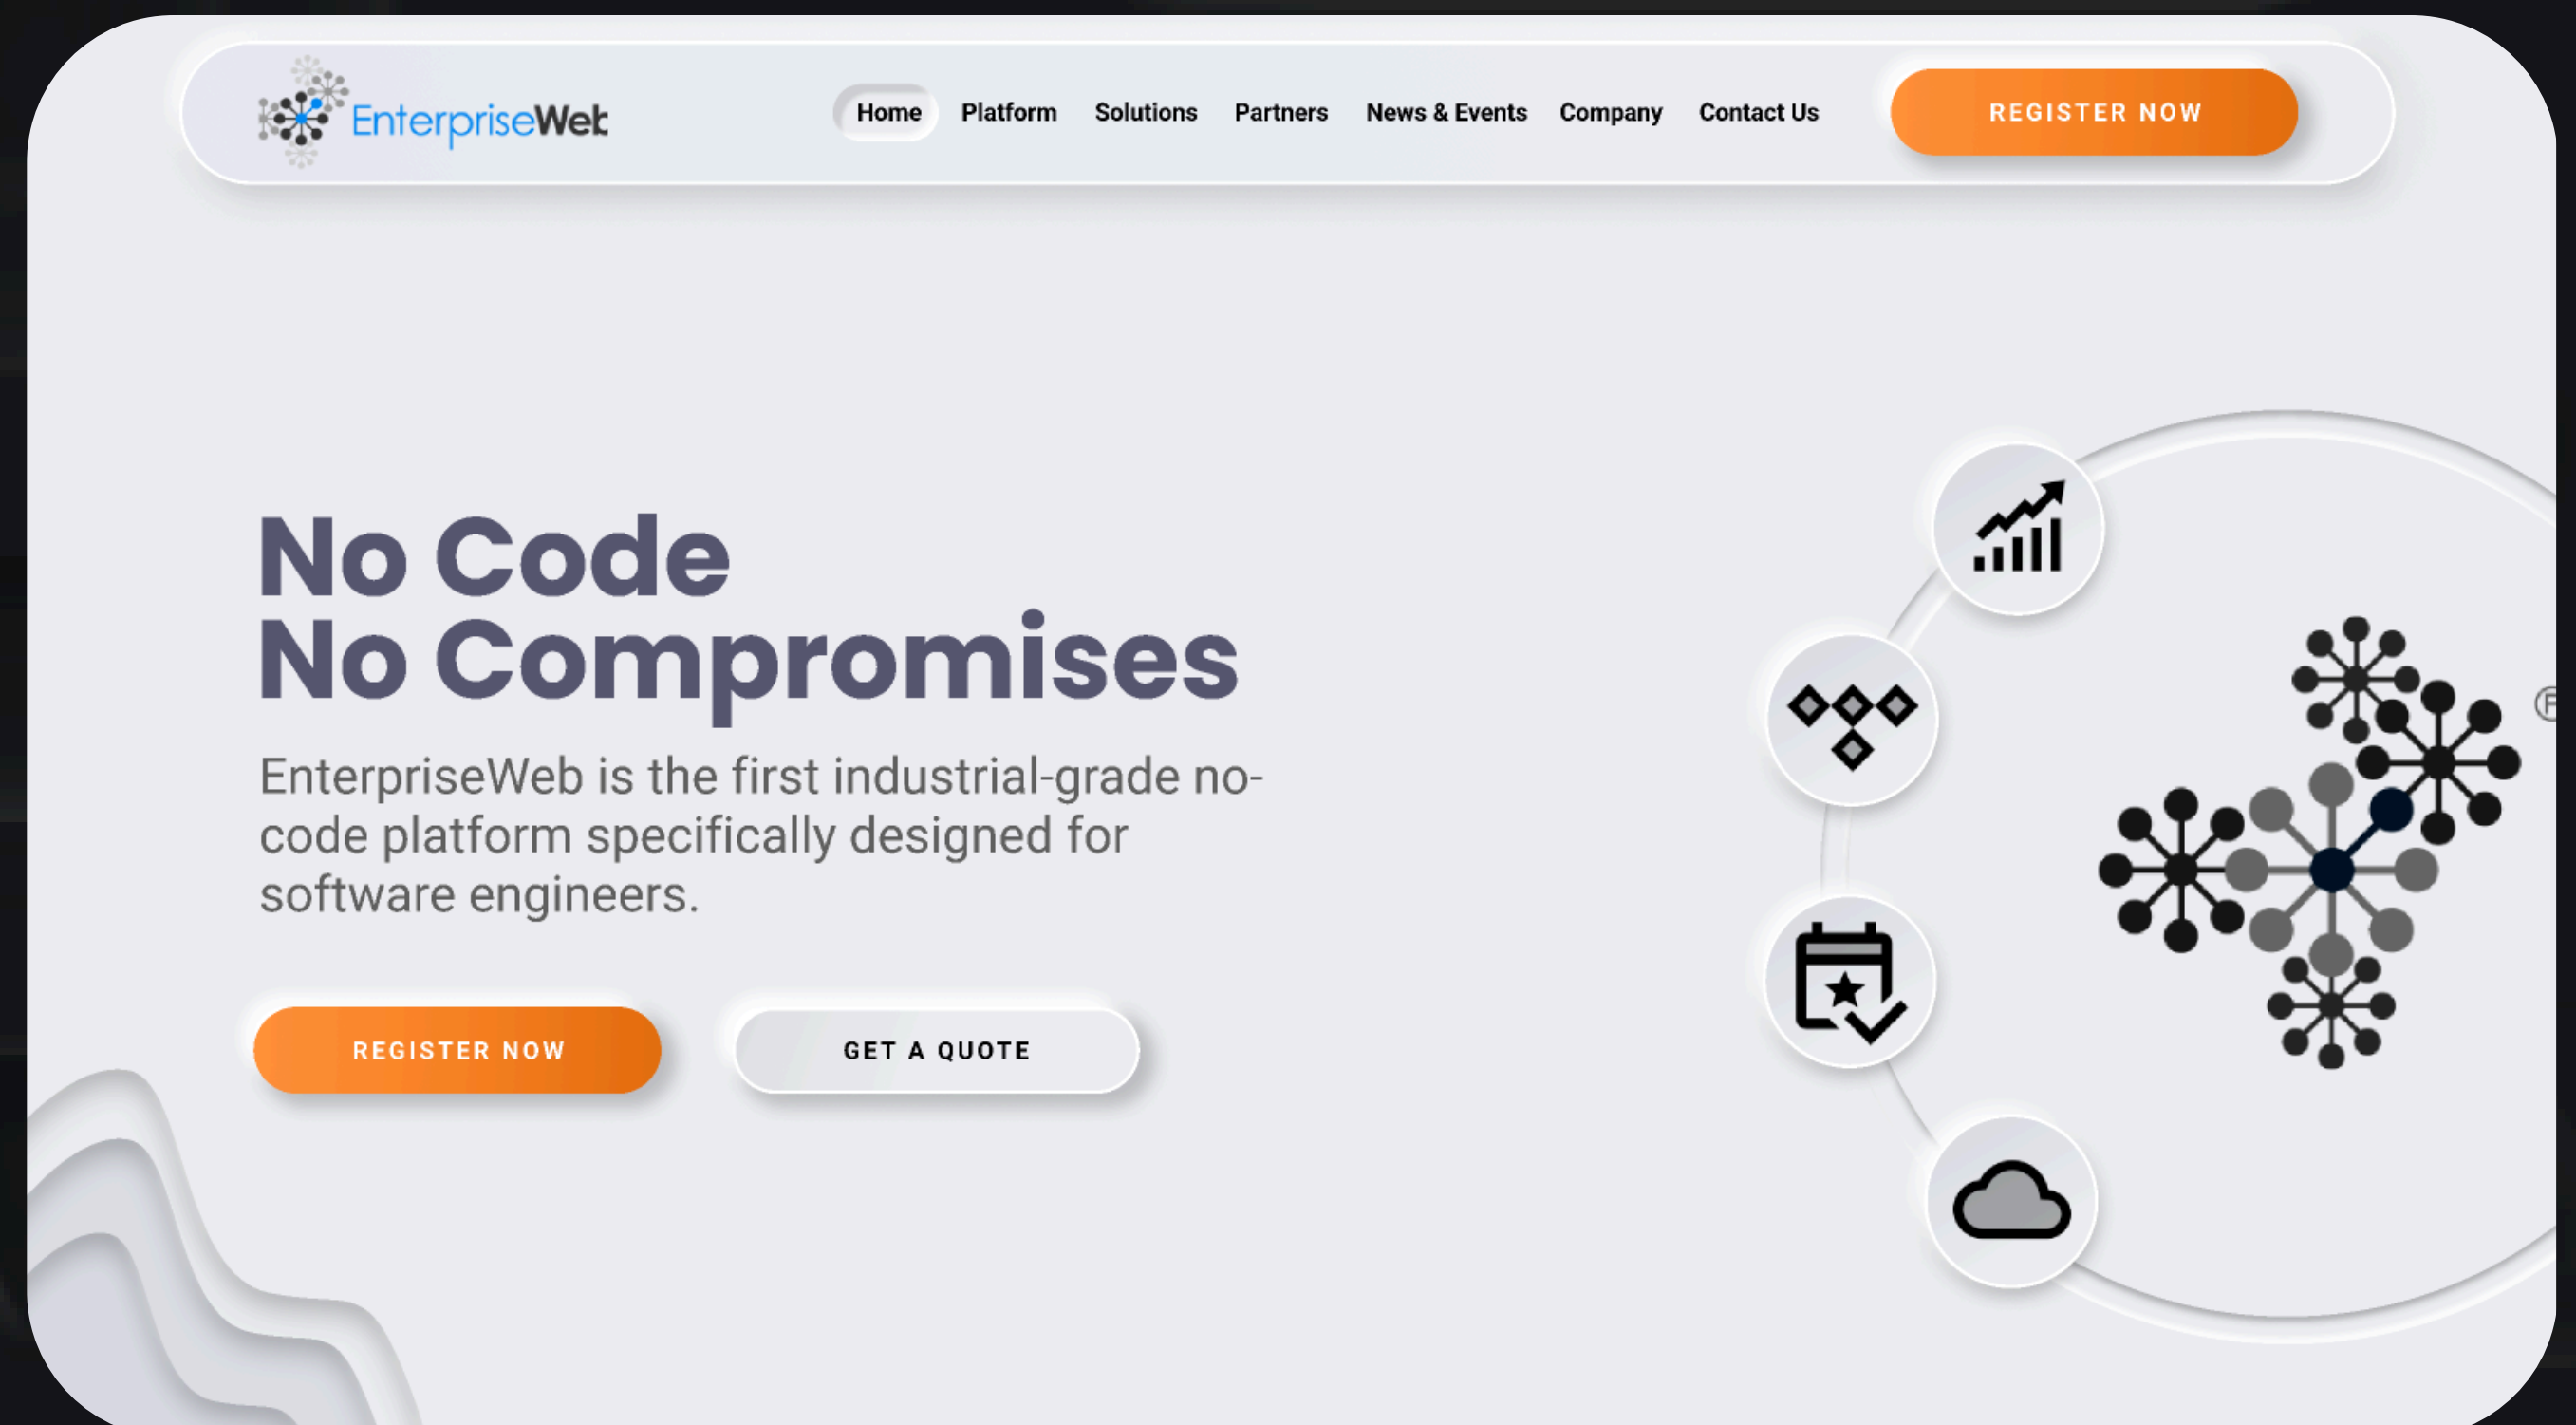 EnterpriseWeb
Home Platform Solutions Partners News & Events Company Contact Us REGISTER NOW
No Code
No Compromises
EnterpriseWeb is the first industrial-grade no-
code platform specifically designed for
software engineers.
REGISTER NOW GET A QUOTE
®